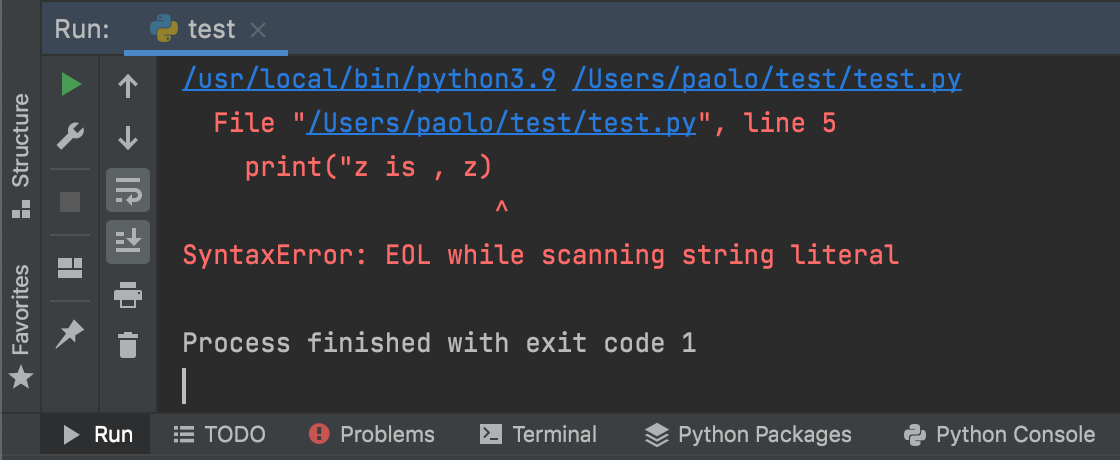 Run: test
/usr/local/bin/python3.9 /Users/paolo/test/test.py
File "/Users/paolo/test/test.py", line 5
print("z is , z)
^
SyntaxError: EOL while scanning string literal
Process finished with exit code 1
Structure
Favorites
Run TODO Problems Terminal Python Packages Python Console